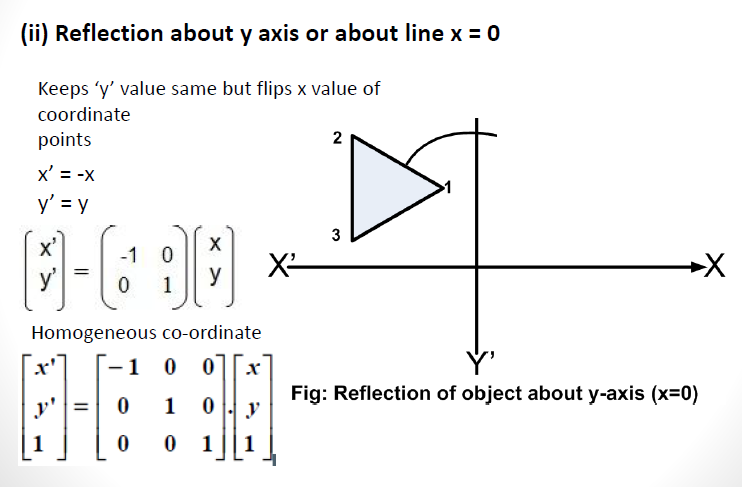 (ii) Reflection about y axis or about line x = 0
Keeps ‘y’ value same but flips x value of
coordinate
points
x’ = -x
y’ = y
x' -1 0 x
y' = 0 1 y
Homogeneous co-ordinate
x' -1 0 0 x
y' = 0 1 0 . y
1 0 0 1 1
2
1
3
X’ X
Y’
Fig: Reflection of object about y-axis (x=0)